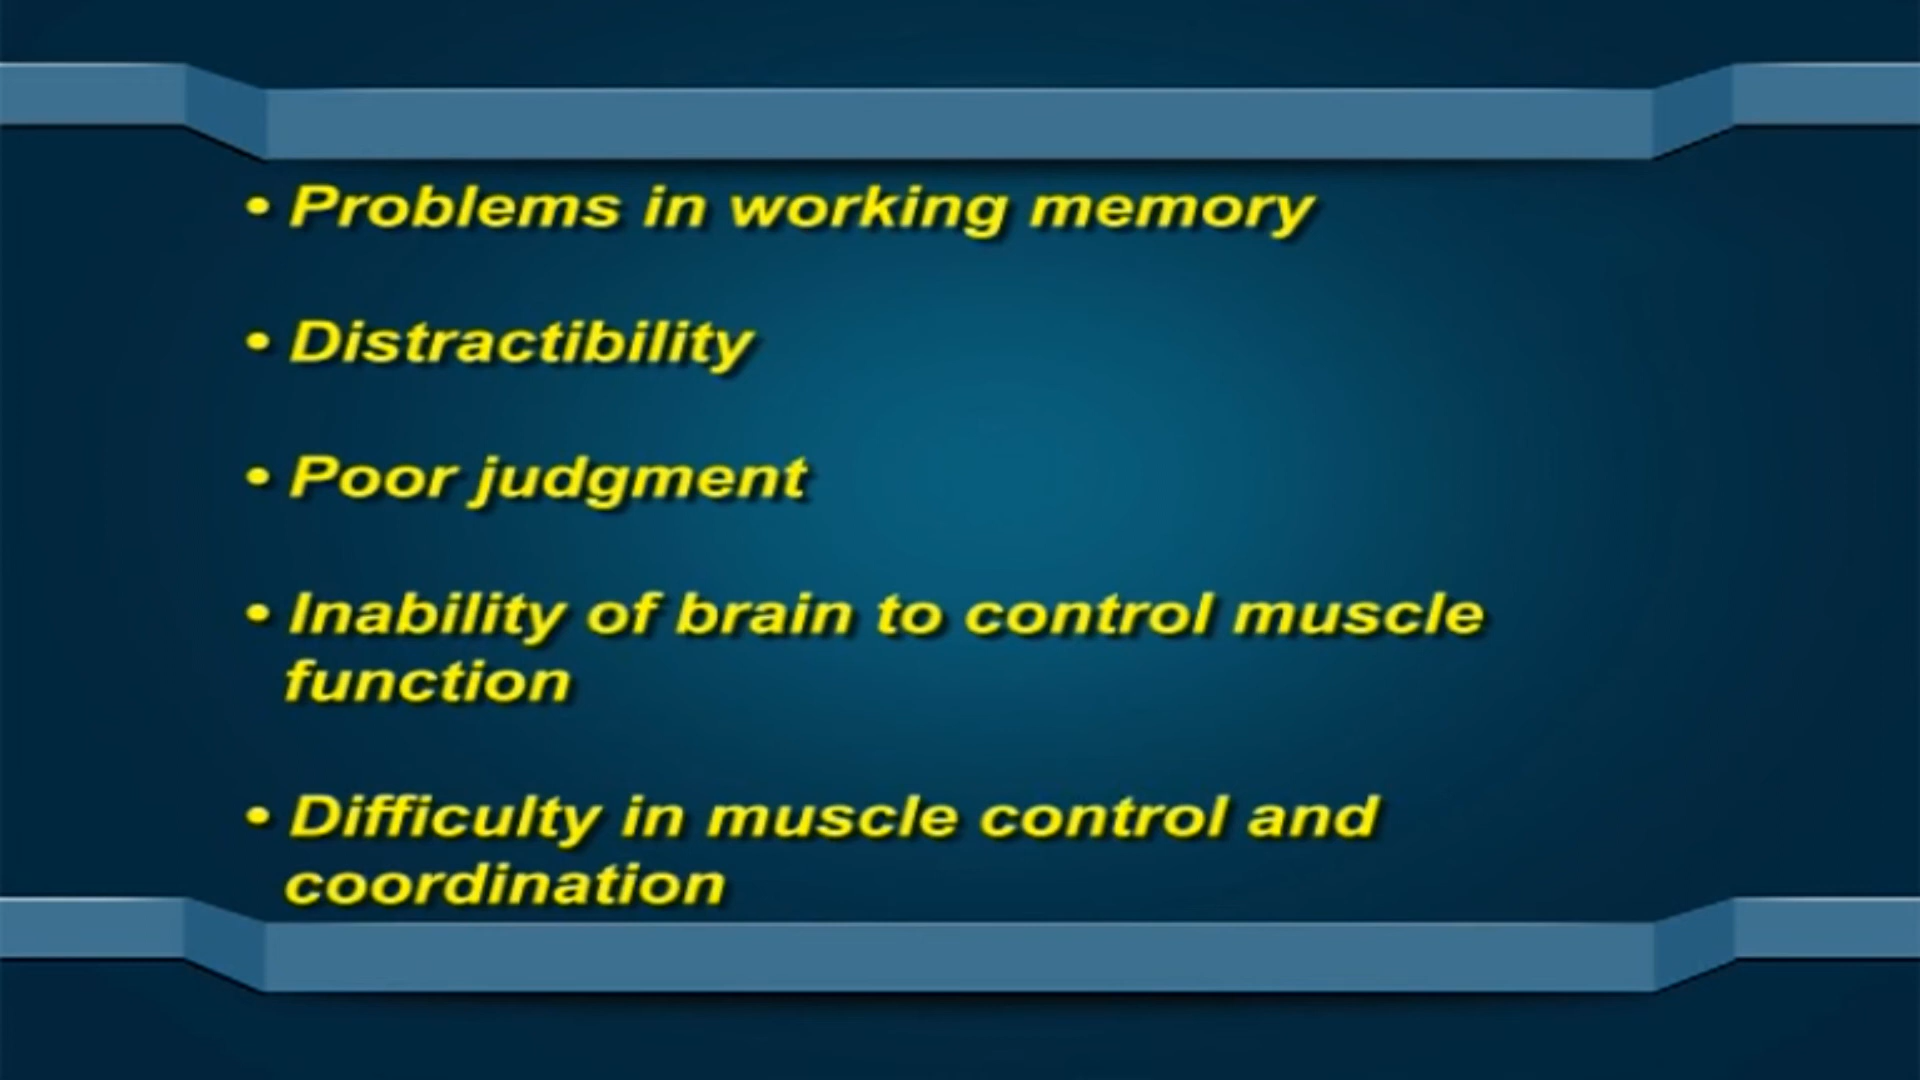 • Problems in working memory
• Distractibility
• Poor judgment
• Inability of brain to control muscle
function
• Difficulty in muscle control and
coordination